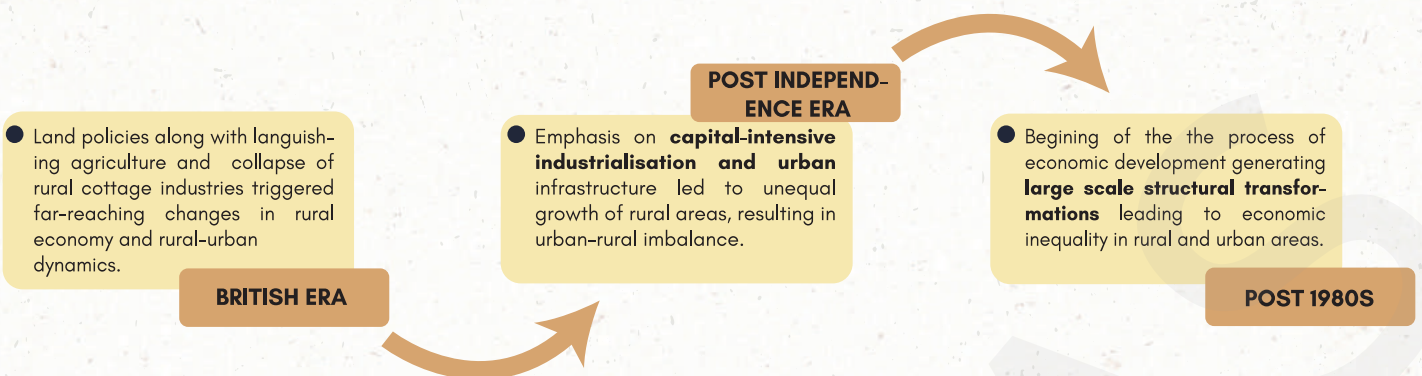 Land policies along with languish-
ing agriculture and collapse of
rural cottage industries triggered
far-reaching changes in rural
economy and rural-urban
dynamics.
BRITISH ERA
POST INDEPEND-
ENCE ERA
Emphasis on capital-intensive
industrialisation and urban
infrastructure led to unequal
growth of rural areas, resulting in
urban-rural imbalance.
Begining of the the process of
economic development generating
large scale structural transfor-
mations leading to economic
inequality in rural and urban areas.
POST 1980S